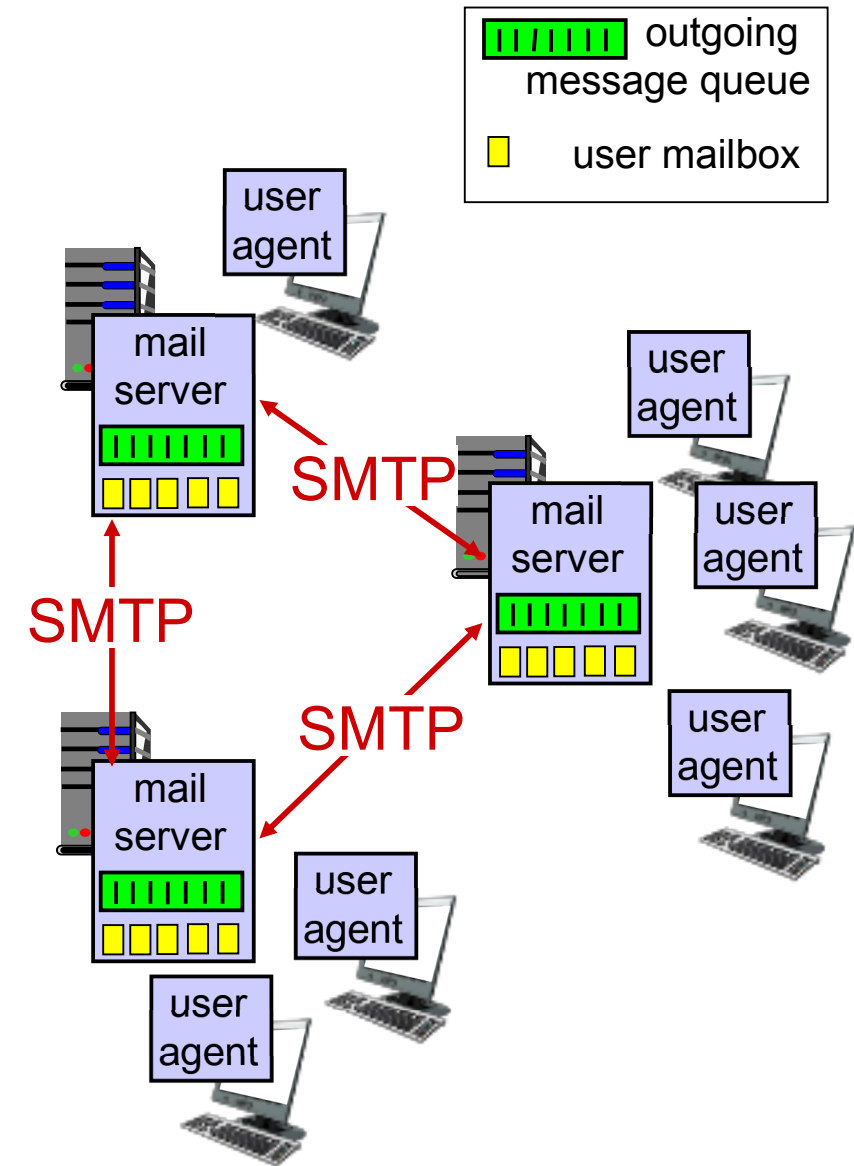 outgoing
message queue
user mailbox
user
agent
mail
server
SMTP
user
agent
mail
server
user
agent
SMTP
SMTP
user
agent
mail
server
user
agent
user
agent